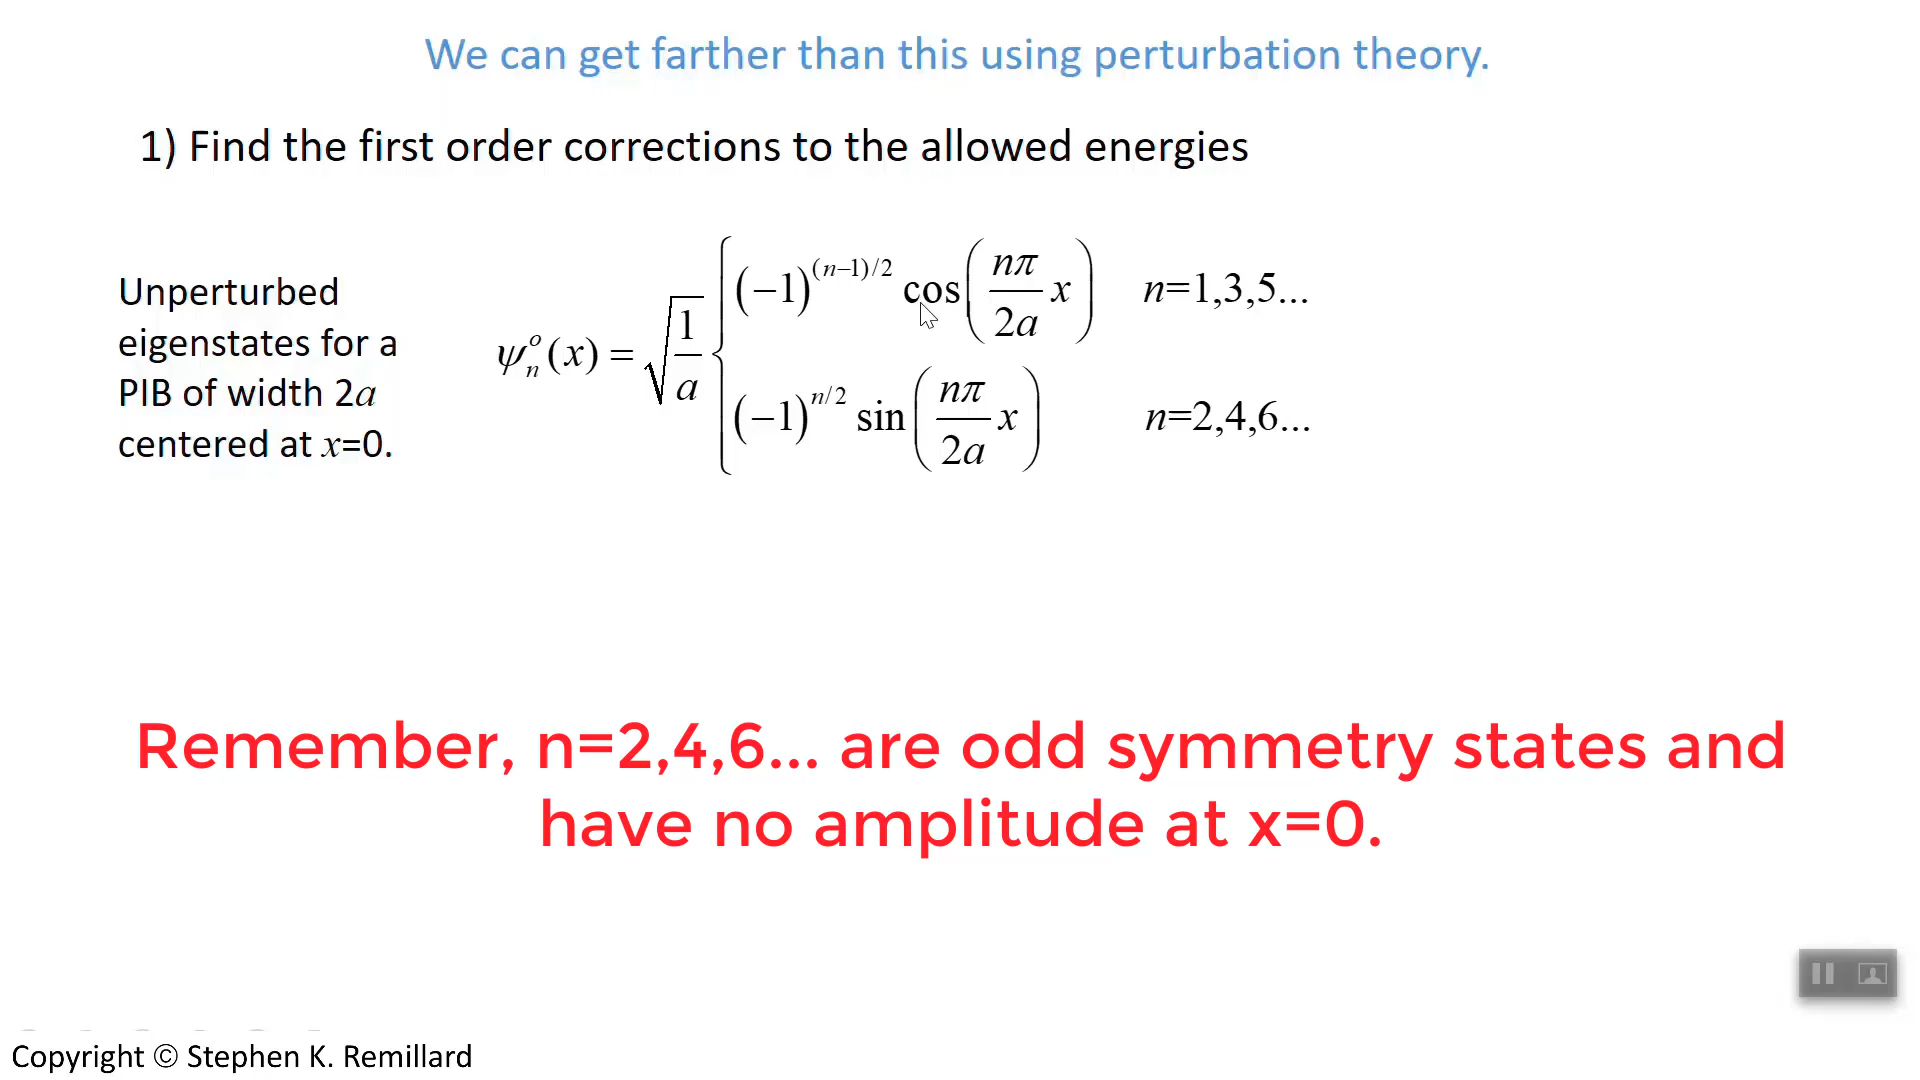 We can get farther than this using perturbation theory.
1) Find the first order corrections to the allowed energies
Unperturbed
eigenstates for a
PIB of width 2a
centered at x=0.
ψₙᵒ(x) = √(1/a) { (−1)^((n−1)/2) cos(nπ/2a x) n=1,3,5...
(−1)^(n/2) sin(nπ/2a x) n=2,4,6...
Remember, n=2,4,6... are odd symmetry states and
have no amplitude at x=0.
Copyright © Stephen K. Remillard